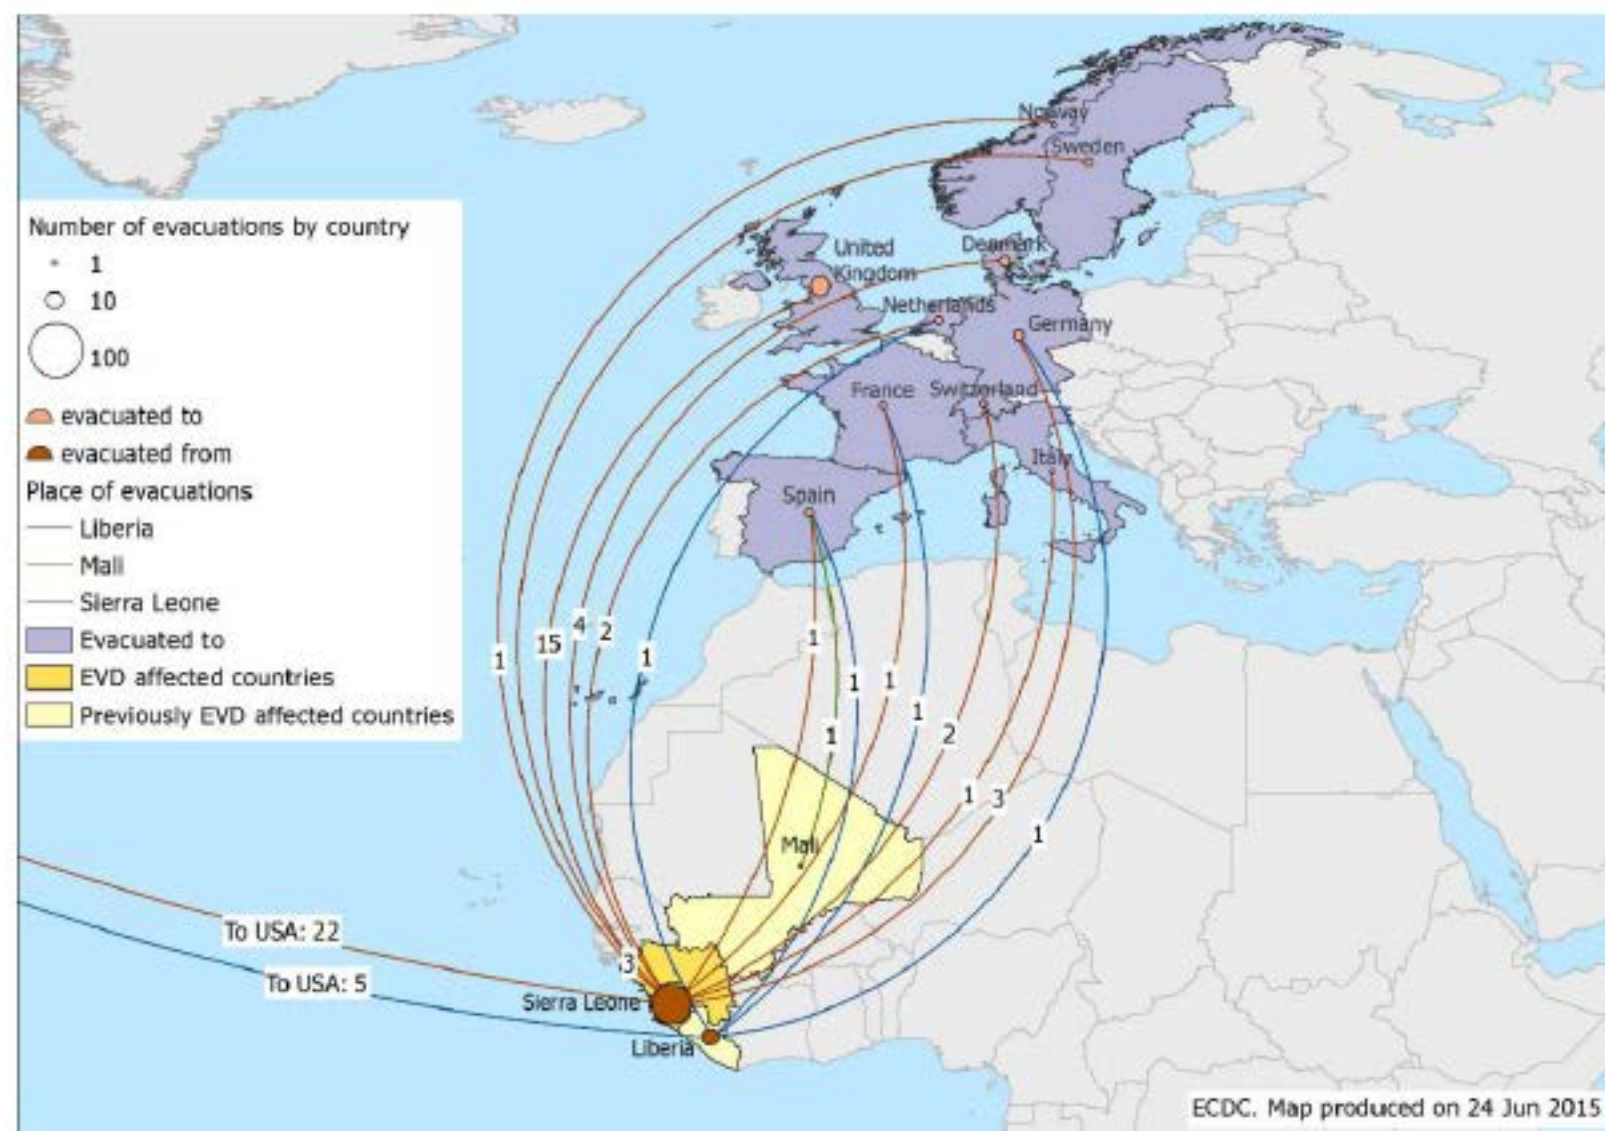 Norway
Sweden
United
Kingdom
Denmark
Netherlands
Germany
France
Switzerland
Italy
Spain
Number of evacuations by country
1
10
100
evacuated to
evacuated from
Place of evacuations
Liberia
Mali
Sierra Leone
Evacuated to
EVD affected countries
Previously EVD affected countries
1
15
4
2
1
1
1
1
1
1
2
1
3
1
Mali
To USA: 22
To USA: 5
3
Sierra Leone
Liberia
ECDC. Map produced on 24 Jun 2015